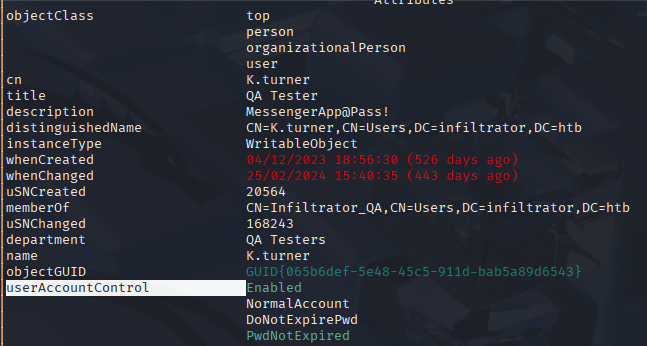 Attributes
objectClass top
person
organizationalPerson
user
cn K.turner
title QA Tester
description MessengerApp@Pass!
distinguishedName CN=K.turner,CN=Users,DC=infiltrator,DC=htb
instanceType WritableObject
whenCreated 04/12/2023 18:56:30 (526 days ago)
whenChanged 25/02/2024 15:40:35 (443 days ago)
uSNCreated 20564
memberOf CN=Infiltrator_QA,CN=Users,DC=infiltrator,DC=htb
uSNChanged 168243
department QA Testers
name K.turner
objectGUID GUID{065b6def-5e48-45c5-911d-bab5a89d6543}
userAccountControl Enabled
NormalAccount
DoNotExpirePwd
PwdNotExpired